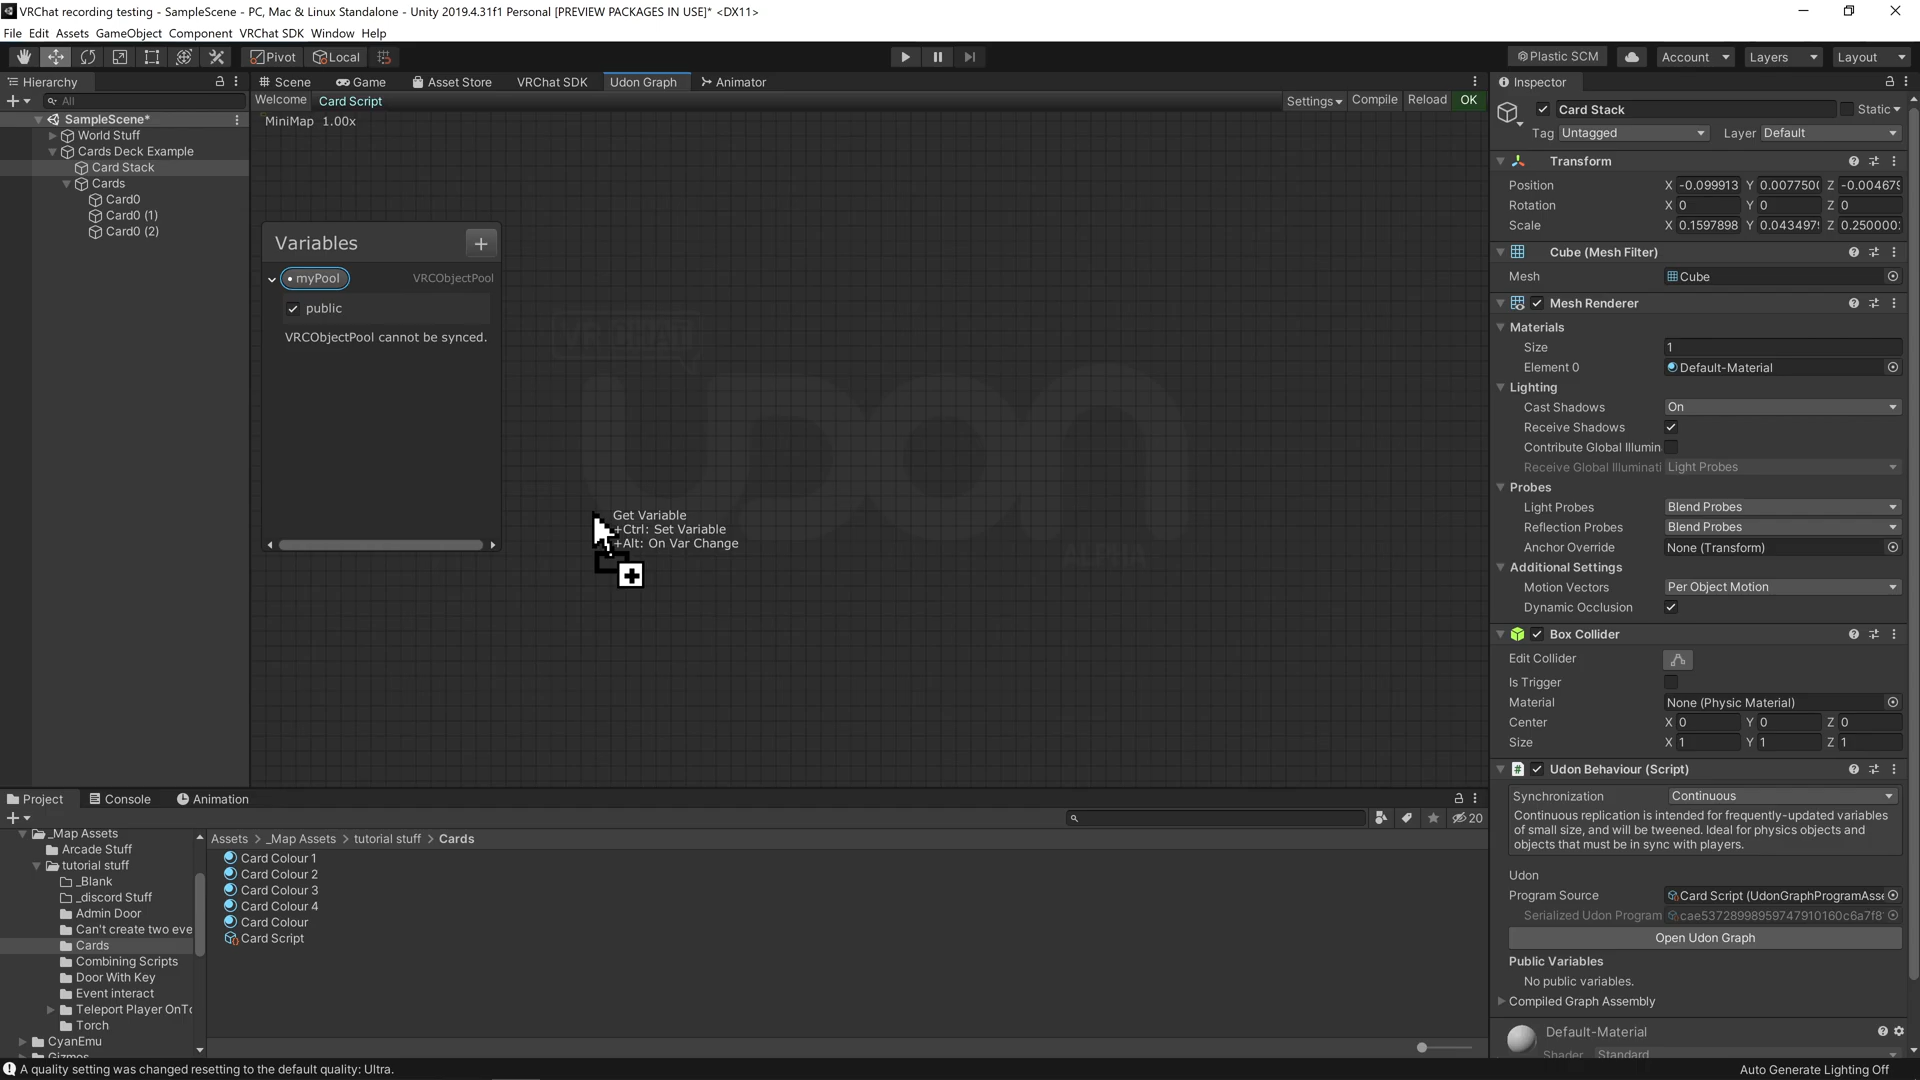 VRChat recording testing - SampleScene - PC, Mac & Linux Standalone - Unity 2019.4.31f1 Personal [PREVIEW PACKAGES IN USE]* <DX11>
File Edit Assets GameObject Component VRChat SDK Window Help
Pivot Local Plastic SCM Account Layers Layout
Hierarchy Scene Game Asset Store VRChat SDK Udon Graph Animator Inspector
All
Welcome Card Script Settings Compile Reload OK
MiniMap 1.00x
SampleScene*
World Stuff
Cards Deck Example
Card Stack
Cards
Card0
Card0 (1)
Card0 (2)
Variables +
myPool VRCObjectPool
public
VRCObjectPool cannot be synced.
VRCHAT
UDON
ALPHA
Get Variable
+Ctrl: Set Variable
+Alt: On Var Change
Card Stack Static
Tag Untagged Layer Default
Transform
Position X -0.099913 Y 0.007750( Z -0.004679
Rotation X 0 Y 0 Z 0
Scale X 0.1597898 Y 0.043497! Z 0.250000:
Cube (Mesh Filter)
Mesh Cube
Mesh Renderer
Materials
Size 1
Element 0 Default-Material
Lighting
Cast Shadows On
Receive Shadows
Contribute Global Illumin
Receive Global Illuminati Light Probes
Probes
Light Probes Blend Probes
Reflection Probes Blend Probes
Anchor Override None (Transform)
Additional Settings
Motion Vectors Per Object Motion
Dynamic Occlusion
Box Collider
Edit Collider
Is Trigger
Material None (Physic Material)
Center X 0 Y 0 Z 0
Size X 1 Y 1 Z 1
Udon Behaviour (Script)
Synchronization Continuous
Continuous replication is intended for frequently-updated variables
of small size, and will be tweened. Ideal for physics objects and
objects that must be in sync with players.
Udon
Program Source Card Script (UdonGraphProgramAsse
Serialized Udon Program cae53728998959747910160c6a7f8
Open Udon Graph
Public Variables
No public variables.
Compiled Graph Assembly
Default-Material
Shader Standard
Project Console Animation
20
_Map Assets
Arcade Stuff
tutorial stuff
_Blank
_discord Stuff
Admin Door
Can't create two eve
Cards
Combining Scripts
Door With Key
Event interact
Teleport Player OnTo
Torch
CyanEmu
Gizmos
Assets > _Map Assets > tutorial stuff > Cards
Card Colour 1
Card Colour 2
Card Colour 3
Card Colour 4
Card Colour
Card Script
A quality setting was changed resetting to the default quality: Ultra.
Auto Generate Lighting Off